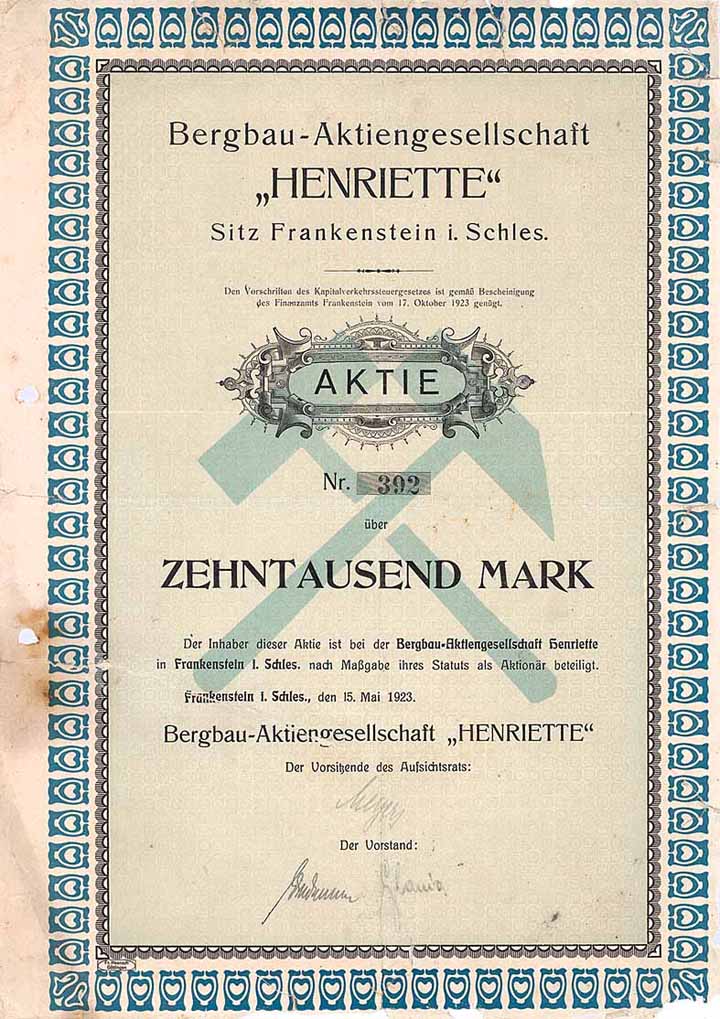 Bergbau-Aktiengesellschaft
„HENRIETTE“
Sitz Frankenstein i. Schles.
Den Vorschriften des Kapitalverkehrssteuergesetzes ist gemäß Bescheinigung
des Finanzamts Frankenstein vom 17. Oktober 1923 genügt.
AKTIE
Nr. 392
über
ZEHNTAUSEND MARK
Der Inhaber dieser Aktie ist bei der Bergbau-Aktiengesellschaft Henriette
in Frankenstein i. Schles. nach Maßgabe ihres Statuts als Aktionär beteiligt.
Frankenstein i. Schles., den 15. Mai 1923.
Bergbau-Aktiengesellschaft „HENRIETTE“
Der Vorsitzende des Aufsichtsrats:
Der Vorstand: